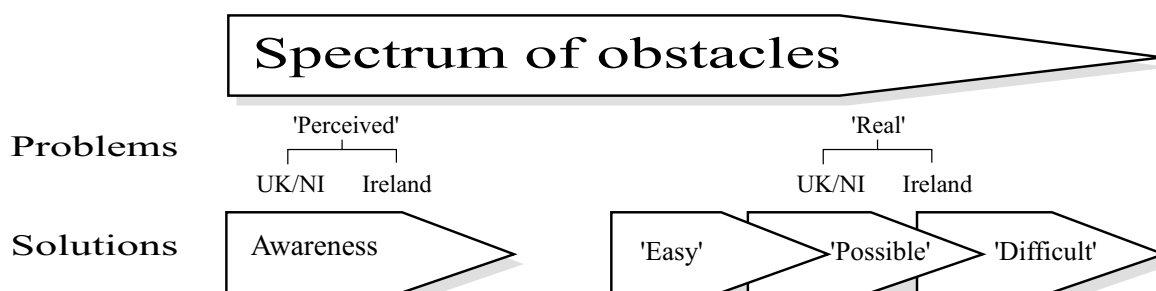 Spectrum of obstacles
Problems
'Perceived'
'Real'
UK/NI Ireland
UK/NI Ireland
Solutions
Awareness
'Easy'
'Possible'
'Difficult'